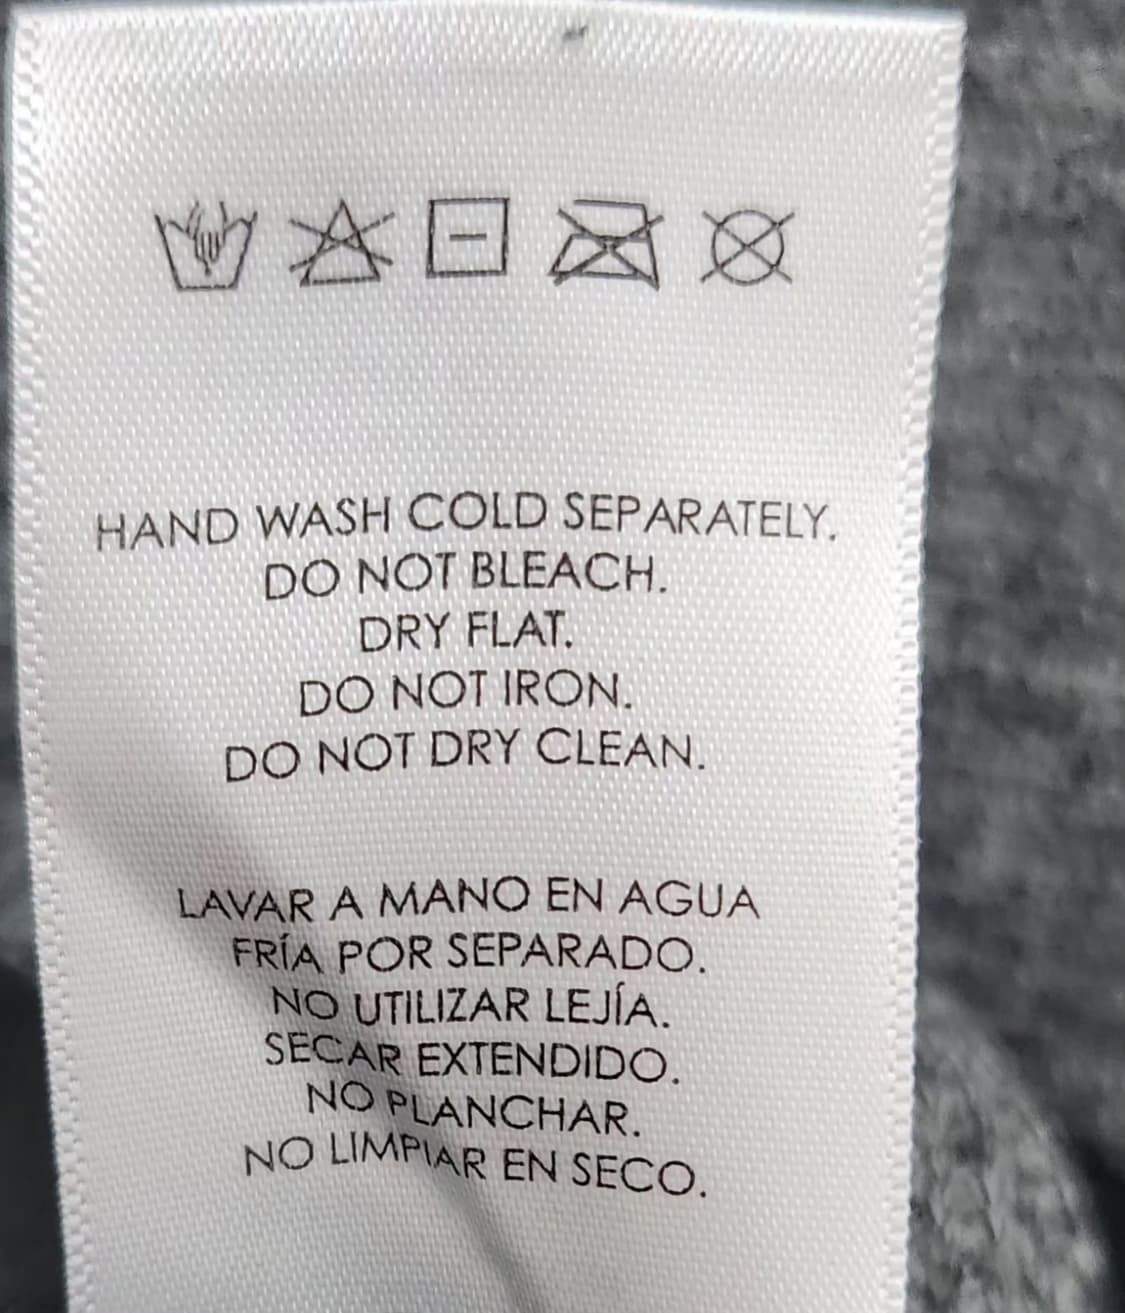 HAND WASH COLD SEPARATELY.
DO NOT BLEACH.
DRY FLAT.
DO NOT IRON.
DO NOT DRY CLEAN.
LAVAR A MANO EN AGUA
FRÍA POR SEPARADO.
NO UTILIZAR LEJÍA.
SECAR EXTENDIDO.
NO PLANCHAR.
NO LIMPIAR EN SECO.